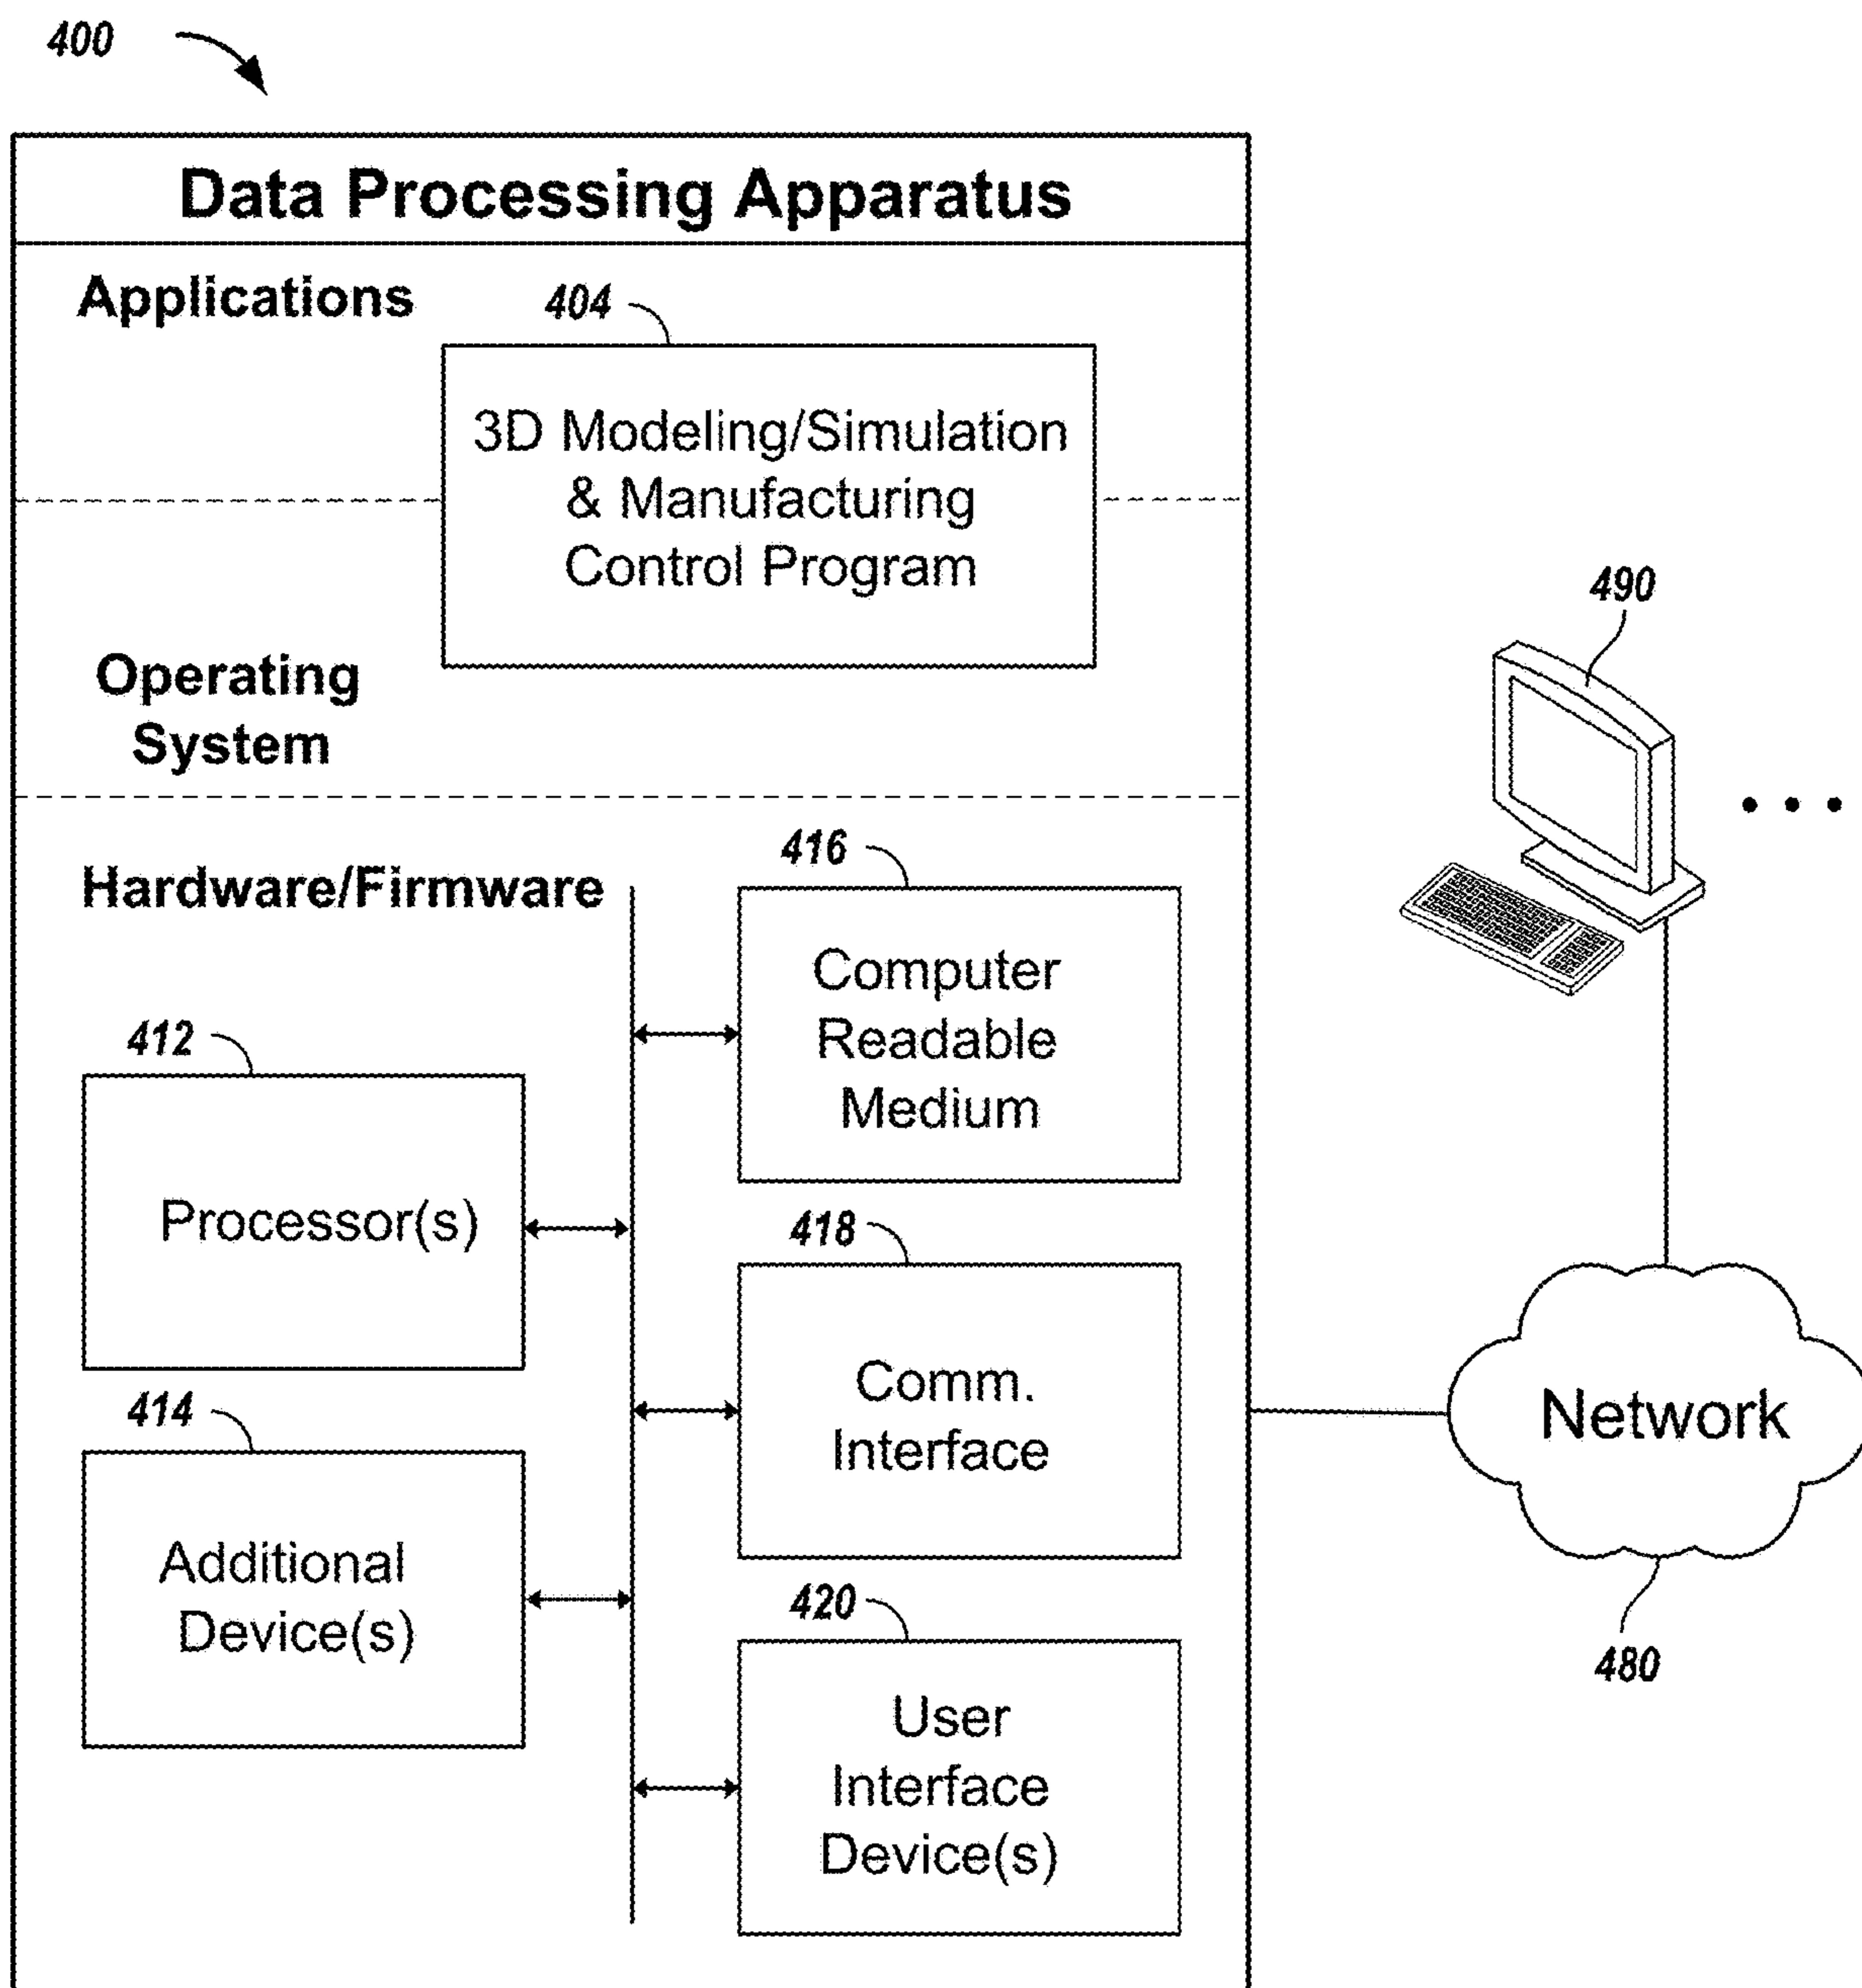 400
Data Processing Apparatus
Applications
404
3D Modeling/Simulation
& Manufacturing
Control Program
Operating
System
490
Hardware/Firmware
416
Computer
Readable
Medium
412
Processor(s)
418
Comm.
Interface
Network
480
414
Additional
Device(s)
420
User
Interface
Device(s)